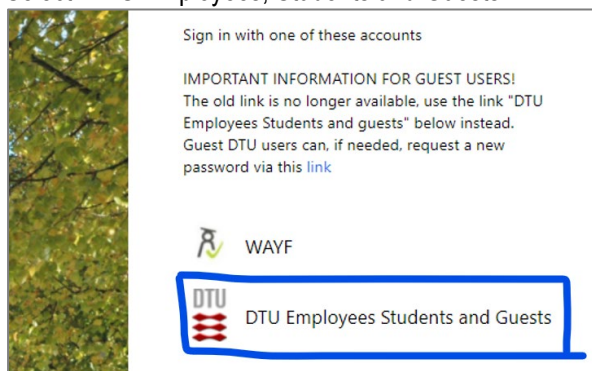 Sign in with one of these accounts
IMPORTANT INFORMATION FOR GUEST USERS!
The old link is no longer available, use the link "DTU
Employees Students and guests" below instead.
Guest DTU users can, if needed, request a new
password via this link
WAYF
DTU
DTU Employees Students and Guests